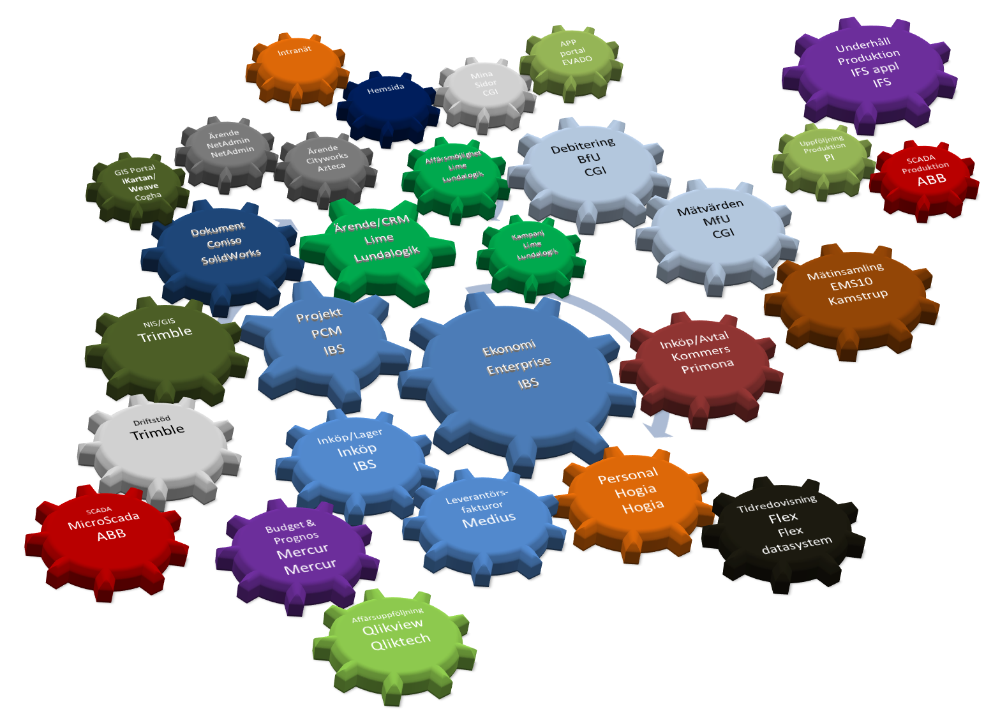 Intranät
Hemsida
Mina
Sidor
CGI
APP
portal
EVADO
Underhåll
Produktion
IFS appl
IFS
Ärende
NetAdmin
NetAdmin
Ärende
Cityworks
Azteca
Affärsmöjlighet
Lime
Lundalogik
Debitering
BfU
CGI
Uppföljning
Produktion
PI
SCADA
Produktion
ABB
GIS Portal
iKartan/
Weave
Cogha
Dokument
Coniso
SolidWorks
Ärende/CRM
Lime
Lundalogik
Kampanj
Lime
Lundalogik
Mätvärden
MfU
CGI
Mätinsamling
EMS10
Kamstrup
NIS/GIS
Trimble
Projekt
PCM
IBS
Ekonomi
Enterprise
IBS
Inköp/Avtal
Kommers
Primona
Driftstöd
Trimble
Inköp/Lager
Inköp
IBS
Leverantörs-
fakturor
Medius
Personal
Hogia
Hogia
Tidredovisning
Flex
Flex
datasystem
SCADA
MicroScada
ABB
Budget &
Prognos
Mercur
Mercur
Affärsuppföljning
Qlikview
Qliktech